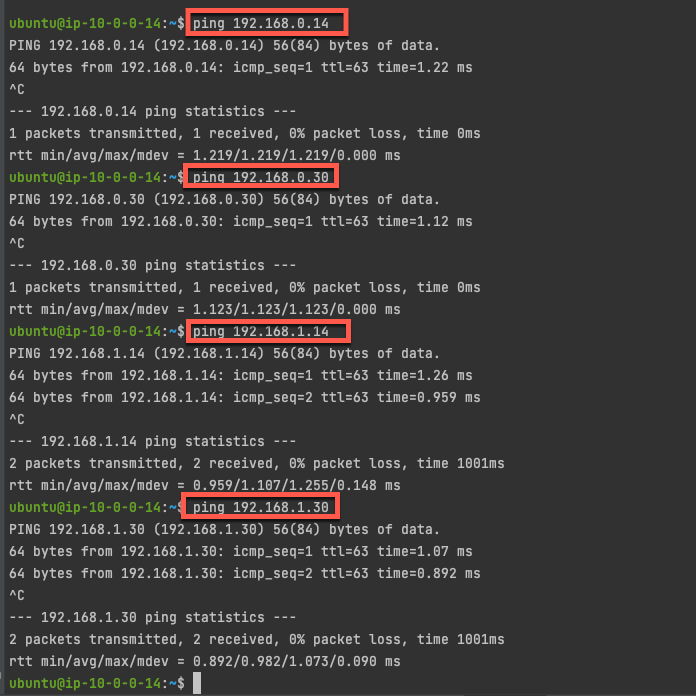 ubuntu@ip-10-0-0-14:~$ ping 192.168.0.14
PING 192.168.0.14 (192.168.0.14) 56(84) bytes of data.
64 bytes from 192.168.0.14: icmp_seq=1 ttl=63 time=1.22 ms
^C
--- 192.168.0.14 ping statistics ---
1 packets transmitted, 1 received, 0% packet loss, time 0ms
rtt min/avg/max/mdev = 1.219/1.219/1.219/0.000 ms
ubuntu@ip-10-0-0-14:~$ ping 192.168.0.30
PING 192.168.0.30 (192.168.0.30) 56(84) bytes of data.
64 bytes from 192.168.0.30: icmp_seq=1 ttl=63 time=1.12 ms
^C
--- 192.168.0.30 ping statistics ---
1 packets transmitted, 1 received, 0% packet loss, time 0ms
rtt min/avg/max/mdev = 1.123/1.123/1.123/0.000 ms
ubuntu@ip-10-0-0-14:~$ ping 192.168.1.14
PING 192.168.1.14 (192.168.1.14) 56(84) bytes of data.
64 bytes from 192.168.1.14: icmp_seq=1 ttl=63 time=1.26 ms
64 bytes from 192.168.1.14: icmp_seq=2 ttl=63 time=0.959 ms
^C
--- 192.168.1.14 ping statistics ---
2 packets transmitted, 2 received, 0% packet loss, time 1001ms
rtt min/avg/max/mdev = 0.959/1.107/1.255/0.148 ms
ubuntu@ip-10-0-0-14:~$ ping 192.168.1.30
PING 192.168.1.30 (192.168.1.30) 56(84) bytes of data.
64 bytes from 192.168.1.30: icmp_seq=1 ttl=63 time=1.07 ms
64 bytes from 192.168.1.30: icmp_seq=2 ttl=63 time=0.892 ms
^C
--- 192.168.1.30 ping statistics ---
2 packets transmitted, 2 received, 0% packet loss, time 1001ms
rtt min/avg/max/mdev = 0.892/0.982/1.073/0.090 ms
ubuntu@ip-10-0-0-14:~$